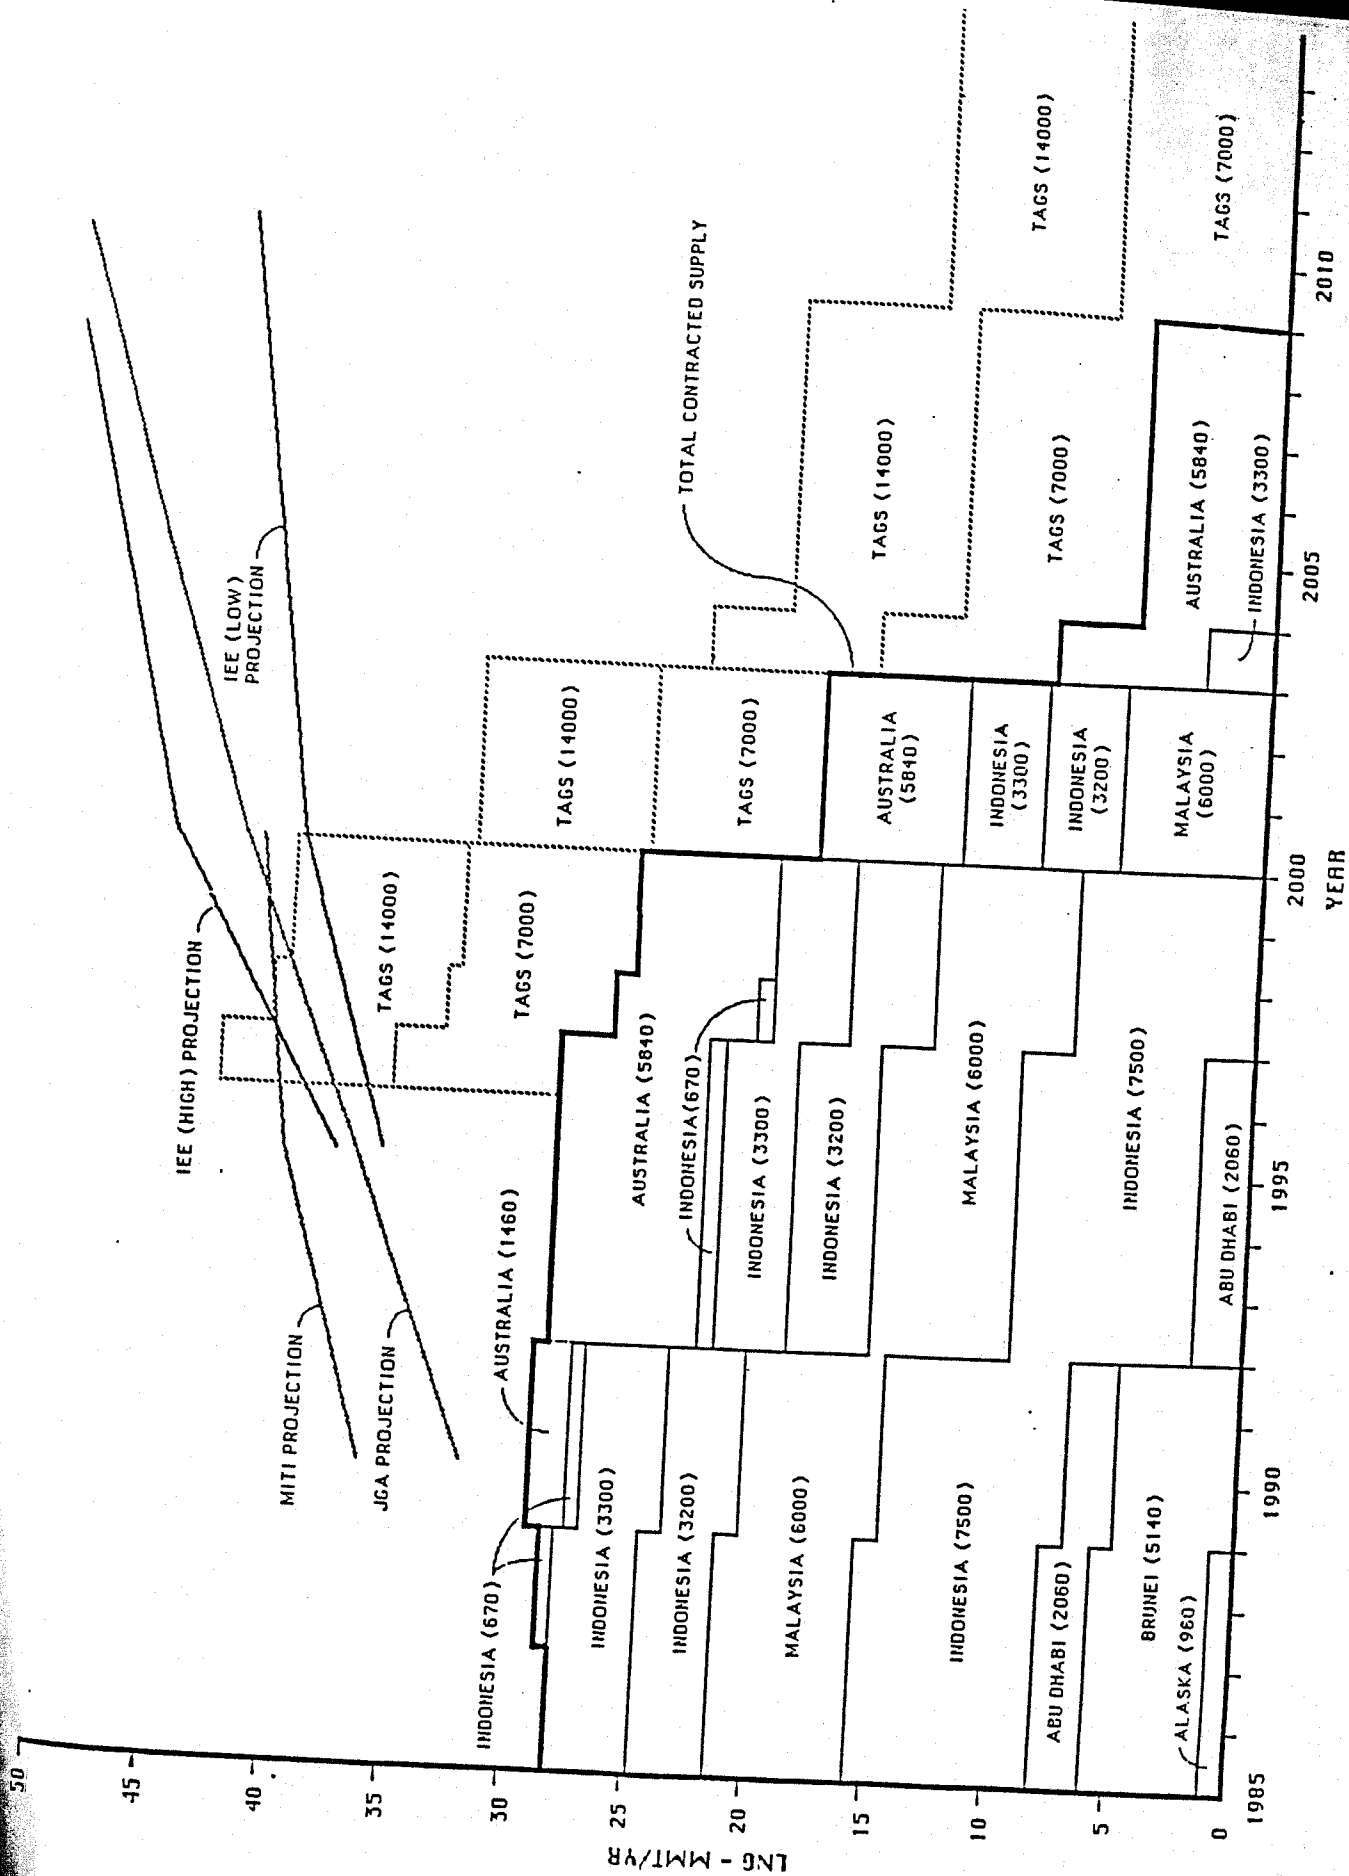 50
45
40
35
30
25
20
15
10
5
0
LNG - MMT/YR
1985
1990
1995
2000
2005
2010
YEAR
MITI PROJECTION
JGA PROJECTION
IEE (HIGH) PROJECTION
IEE (LOW)
PROJECTION
TOTAL CONTRACTED SUPPLY
INDONESIA (670)
AUSTRALIA (1460)
INDONESIA (3300)
INDONESIA (3200)
MALAYSIA (6000)
INDONESIA (7500)
ABU DHABI (2060)
BRUNEI (5140)
ALASKA (960)
AUSTRALIA (5840)
INDONESIA(670)
INDONESIA (3300)
INDONESIA (3200)
MALAYSIA (6000)
INDONESIA (7500)
ABU DHABI (2060)
TAGS (14000)
TAGS (7000)
TAGS (14000)
TAGS (7000)
AUSTRALIA
(5840)
INDONESIA
(3300)
INDONESIA
(3200)
MALAYSIA
(6000)
TAGS (14000)
TAGS (7000)
AUSTRALIA (5840)
INDONESIA (3300)
TAGS (14000)
TAGS (7000)